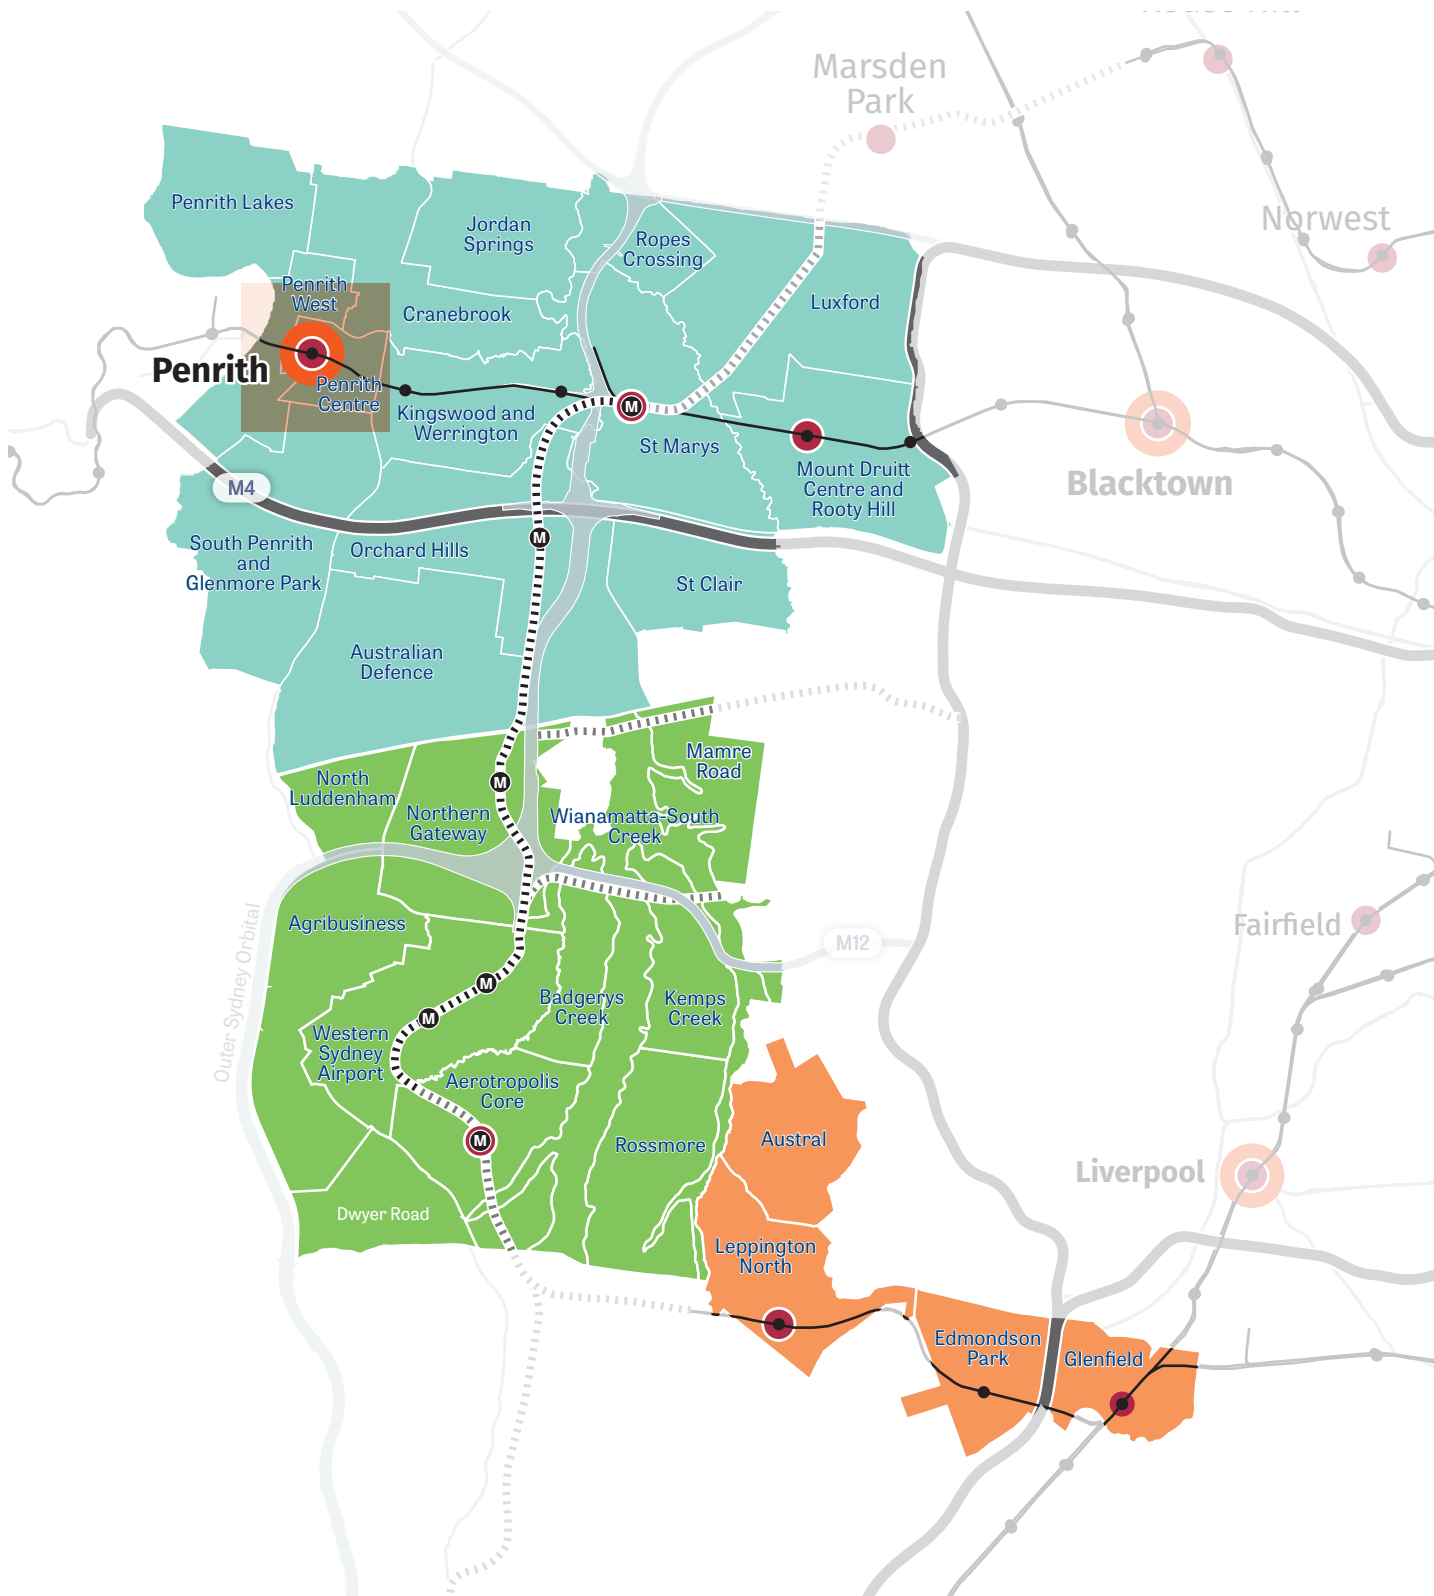 Marsden
Park
Norwest
Penrith Lakes
Jordan
Springs
Ropes
Crossing
Penrith
West
Cranebrook
Luxford
Penrith
Penrith
Centre
Kingswood and
Werrington
M
St Marys
Mount Druitt
Centre and
Rooty Hill
Blacktown
M4
M
South Penrith
and
Glenmore Park
Orchard Hills
St Clair
Australian
Defence
Mamre
Road
North
Luddenham
M
Northern
Gateway
Wianamatta-South
Creek
Agribusiness
Fairfield
M12
Outer Sydney Orbital
M
Badgerys
Creek
Kemps
Creek
M
Western
Sydney
Airport
Aerotropolis
Core
M
Rossmore
Austral
Liverpool
Dwyer Road
Leppington
North
Edmondson
Park
Glenfield